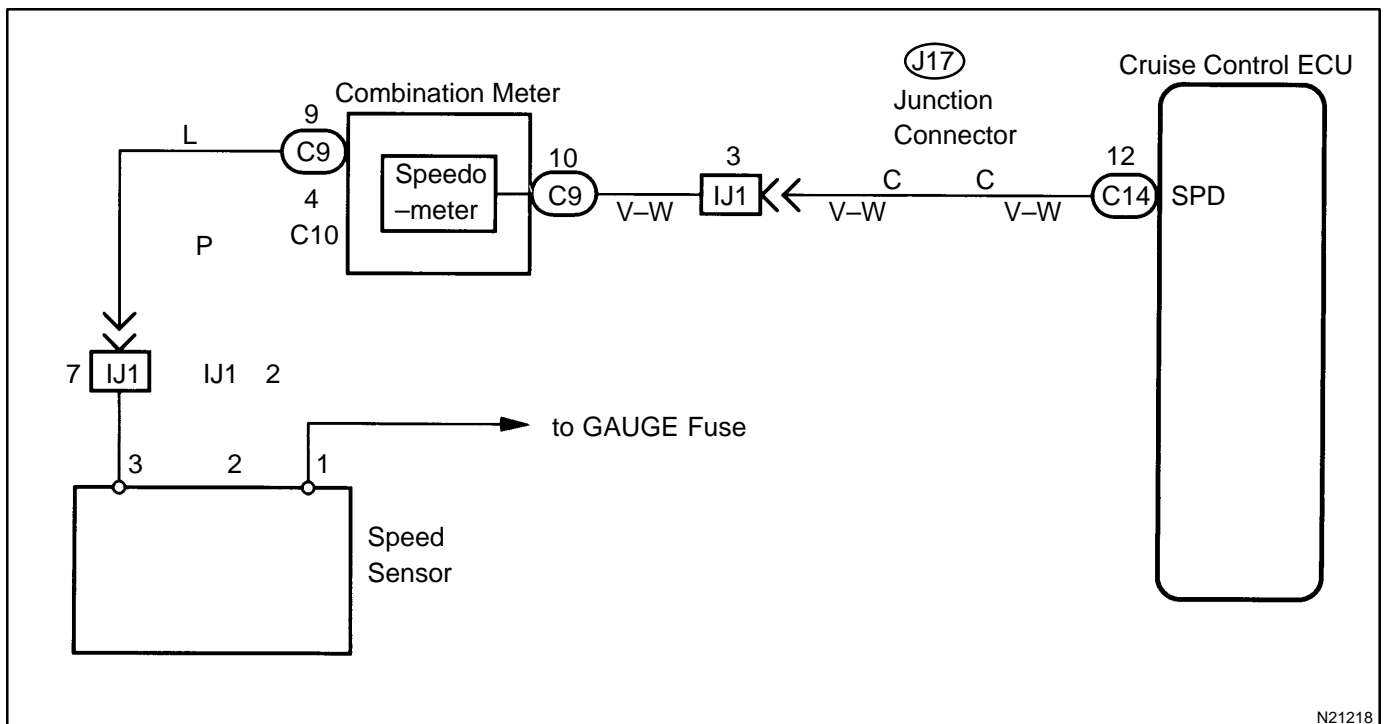 J17
Junction
Connector
Cruise Control ECU
Combination Meter
9
L
C9
Speedo
–meter
10
C9
V–W
3
IJ1
C
C
V–W
V–W
12
C14
SPD
4
C10
P
7
IJ1
IJ1
2
to GAUGE Fuse
3
2
1
Speed
Sensor
N21218